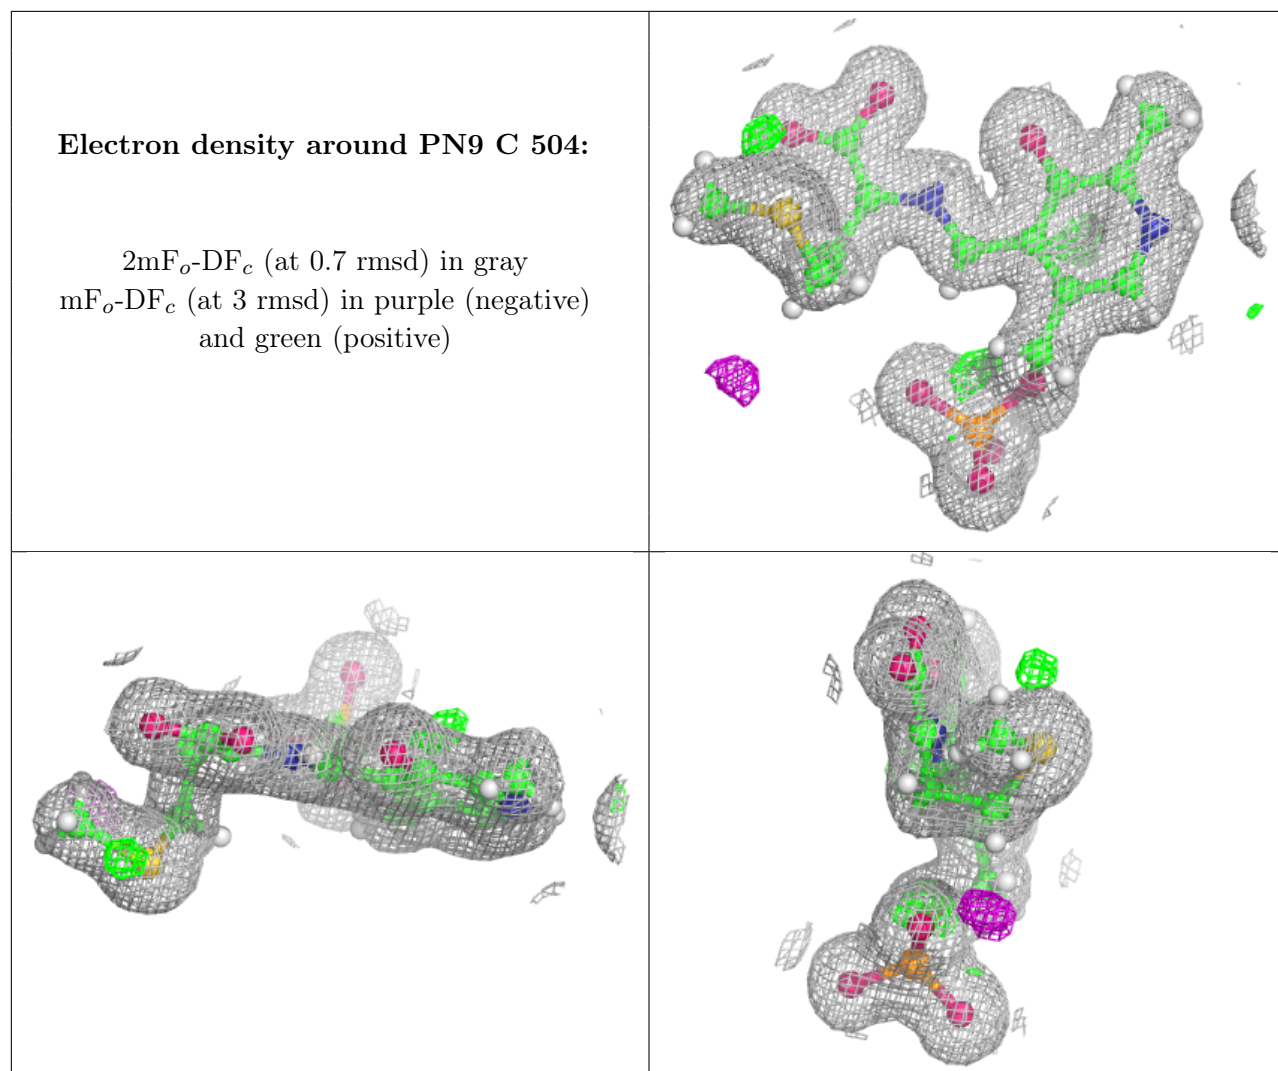 Electron density around PN9 C 504:
2mFo-DFc (at 0.7 rmsd) in gray
mFo-DFc (at 3 rmsd) in purple (negative)
and green (positive)